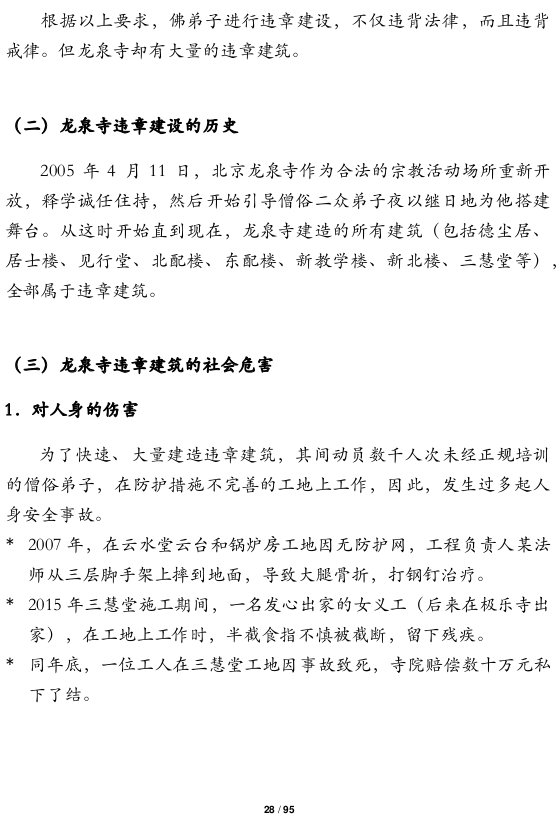 根据以上要求，佛弟子进行违章建设，不仅违背法律，而且违背
戒律。但龙泉寺却有大量的违章建筑。
（二）龙泉寺违章建设的历史
2005 年 4 月 11 日，北京龙泉寺作为合法的宗教活动场所重新开
放，释学诚任住持，然后开始引导僧俗二众弟子夜以继日地为他搭建
舞台。从这时开始直到现在，龙泉寺建造的所有建筑（包括德尘居、
居士楼、见行堂、北配楼、东配楼、新教学楼、新北楼、三慧堂等），
全部属于违章建筑。
（三）龙泉寺违章建筑的社会危害
1．对人身的伤害
为了快速、大量建造违章建筑，其间动员数千人次未经正规培训
的僧俗弟子，在防护措施不完善的工地上工作，因此，发生过多起人
身安全事故。
* 2007 年，在云水堂云台和锅炉房工地因无防护网，工程负责人某法
师从三层脚手架上摔到地面，导致大腿骨折，打钢钉治疗。
* 2015 年三慧堂施工期间，一名发心出家的女义工（后来在极乐寺出
家），在工地上工作时，半截食指不慎被截断，留下残疾。
* 同年底，一位工人在三慧堂工地因事故致死，寺院赔偿数十万元私
下了结。
28 / 95